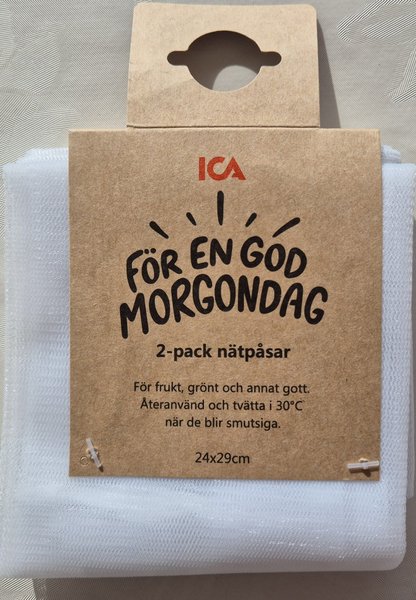 ICA
FÖR EN GOD
MORGONDAG
2-pack nätpåsar
För frukt, grönt och annat gott.
Återanvänd och tvätta i 30°C
när de blir smutsiga.
24x29cm